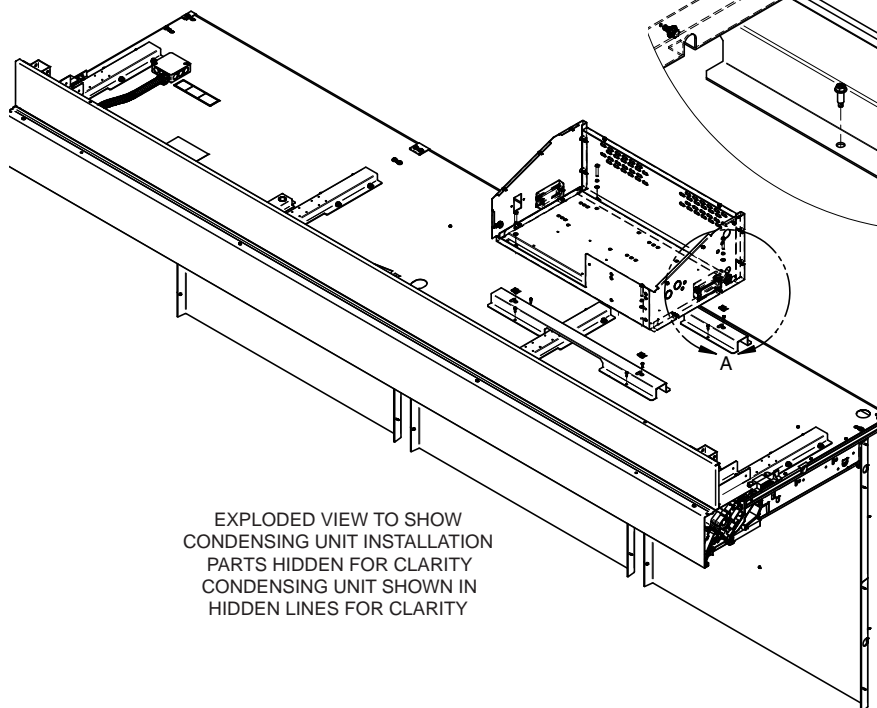 A
EXPLODED VIEW TO SHOW
CONDENSING UNIT INSTALLATION
PARTS HIDDEN FOR CLARITY
CONDENSING UNIT SHOWN IN
HIDDEN LINES FOR CLARITY